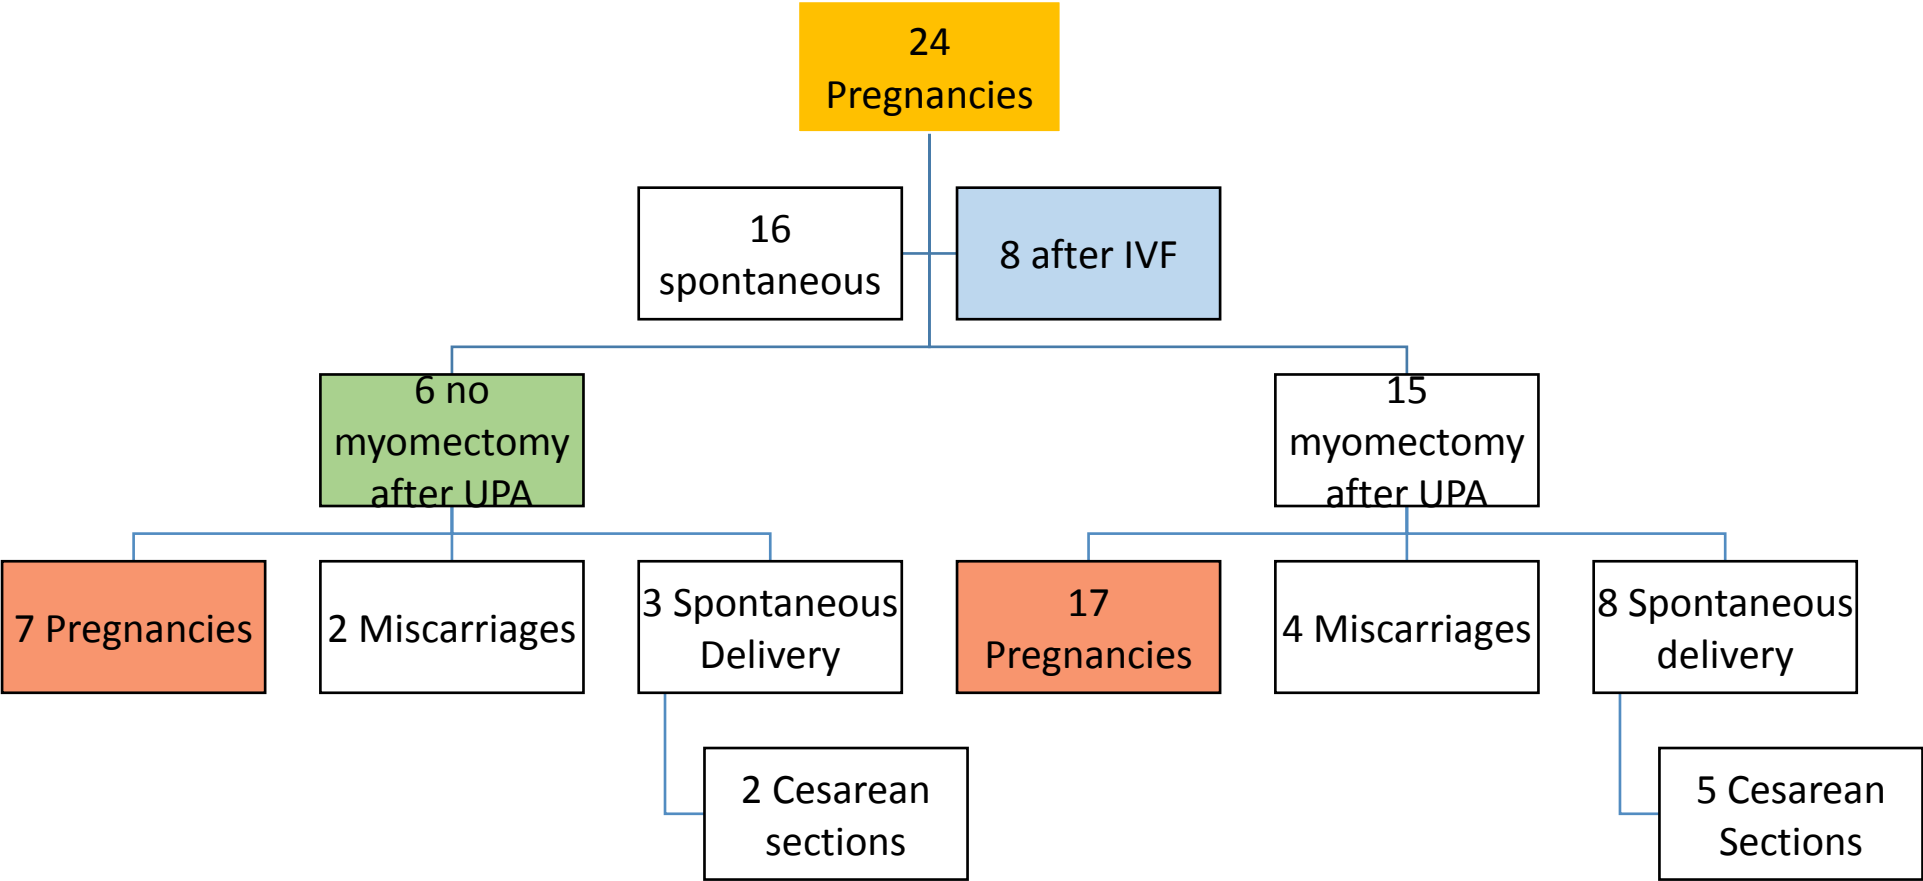 24
Pregnancies
16
spontaneous
8 after IVF
6 no
myomectomy
after UPA
15
myomectomy
after UPA
7 Pregnancies
2 Miscarriages
3 Spontaneous
Delivery
17
Pregnancies
4 Miscarriages
8 Spontaneous
delivery
2 Cesarean
sections
5 Cesarean
Sections